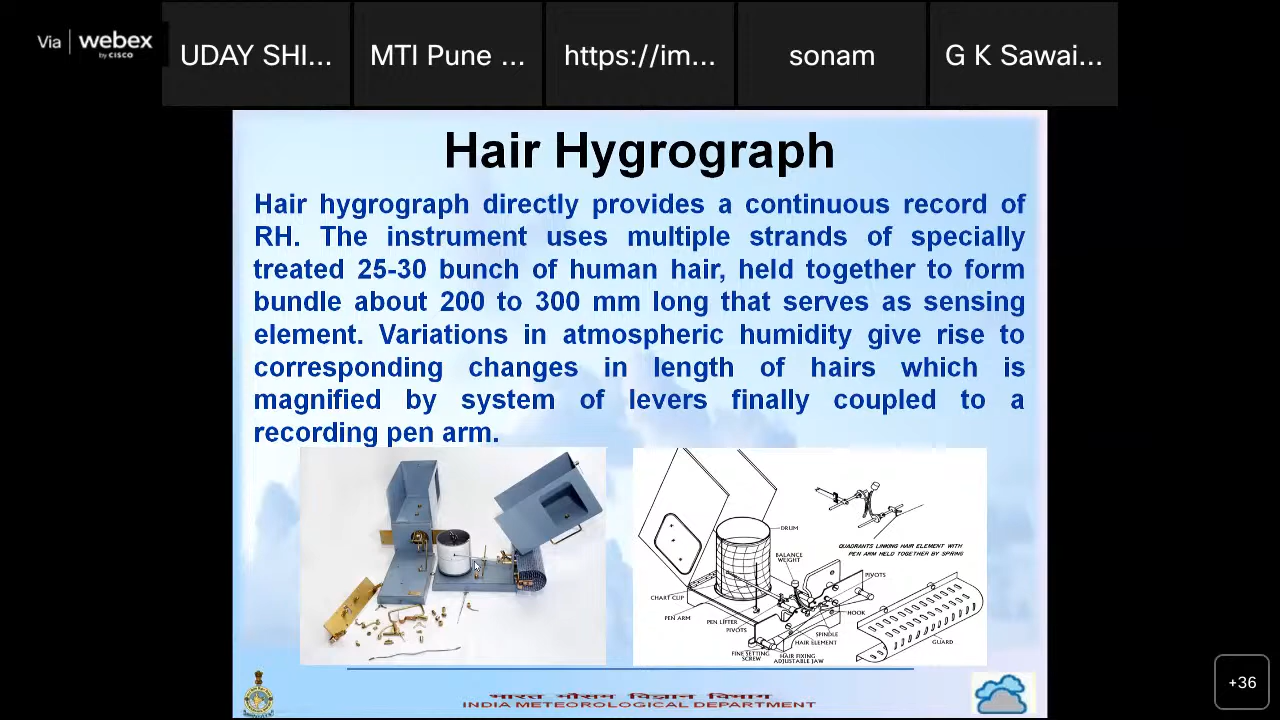 Via webex
by CISCO
UDAY SHI...
MTI Pune ...
https://im...
sonam
G K Sawai...
Hair Hygrograph
Hair hygrograph directly provides a continuous record of
RH. The instrument uses multiple strands of specially
treated 25-30 bunch of human hair, held together to form
bundle about 200 to 300 mm long that serves as sensing
element. Variations in atmospheric humidity give rise to
corresponding changes in length of hairs which is
magnified by system of levers finally coupled to a
recording pen arm.
DRUM
QUADRANTS LINKING HAIR ELEMENT WITH
PEN ARM HELD TOGETHER BY SPRING
BALANCE
WEIGHT
PIVOTS
CHART CLIP
PEN ARM
PEN LIFTER
PIVOTS
HOOK
SPINDLE
HAIR ELEMENT
GUARD
FINE SETTING
SCREW
HAIR FIXING
ADJUSTABLE JAW
भारत मौसम विज्ञान विभाग
INDIA METEOROLOGICAL DEPARTMENT
+36